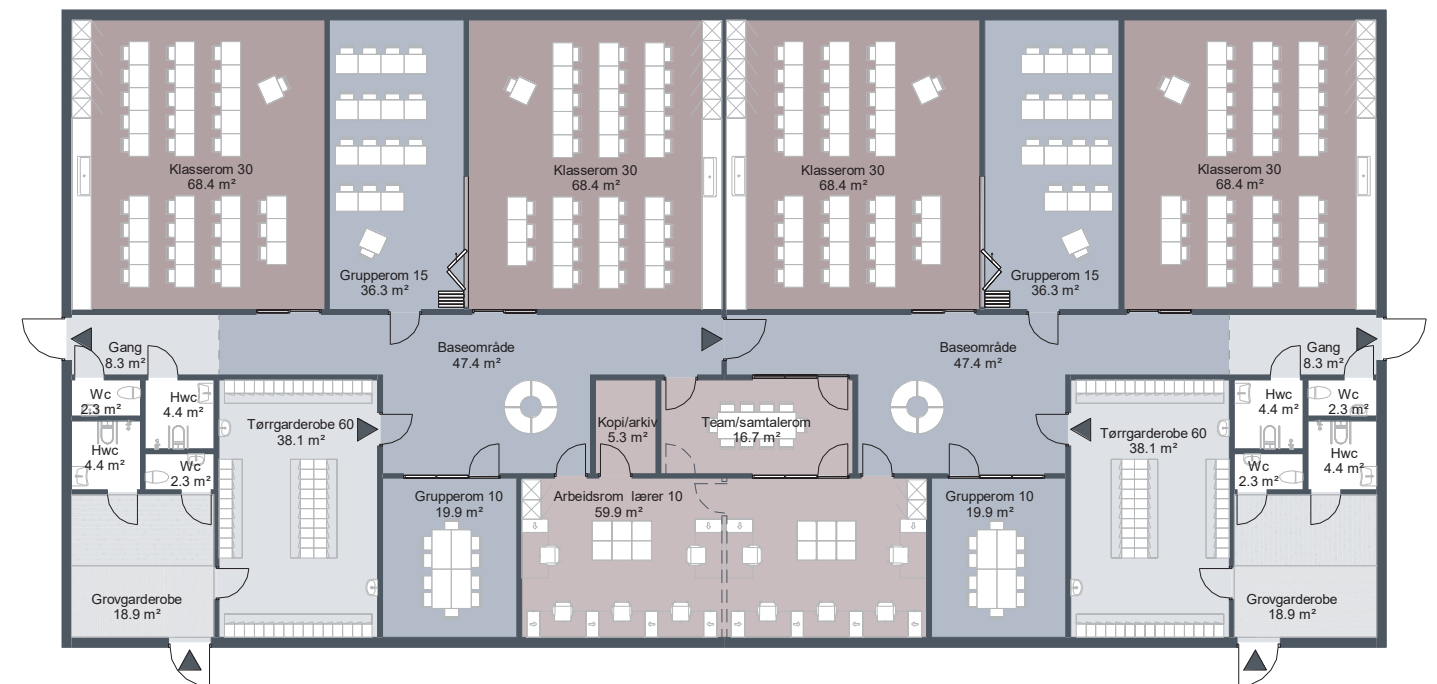 Klasserom 30
68.4 m²
Klasserom 30
68.4 m²
Klasserom 30
68.4 m²
Klasserom 30
68.4 m²
Grupperom 15
36.3 m²
Grupperom 15
36.3 m²
Gang
8.3 m²
Baseområde
47.4 m²
Baseområde
47.4 m²
Gang
8.3 m²
Wc
2.3 m²
Hwc
4.4 m²
Hwc
4.4 m²
Wc
2.3 m²
Tørrgarderobe 60
38.1 m²
Kopi/arkiv
5.3 m²
Team/samtalerom
16.7 m²
Tørrgarderobe 60
38.1 m²
Hwc
4.4 m²
Wc
2.3 m²
Wc
2.3 m²
Hwc
4.4 m²
Grupperom 10
19.9 m²
Arbeidsrom lærer 10
59.9 m²
Grupperom 10
19.9 m²
Grovgarderobe
18.9 m²
Grovgarderobe
18.9 m²